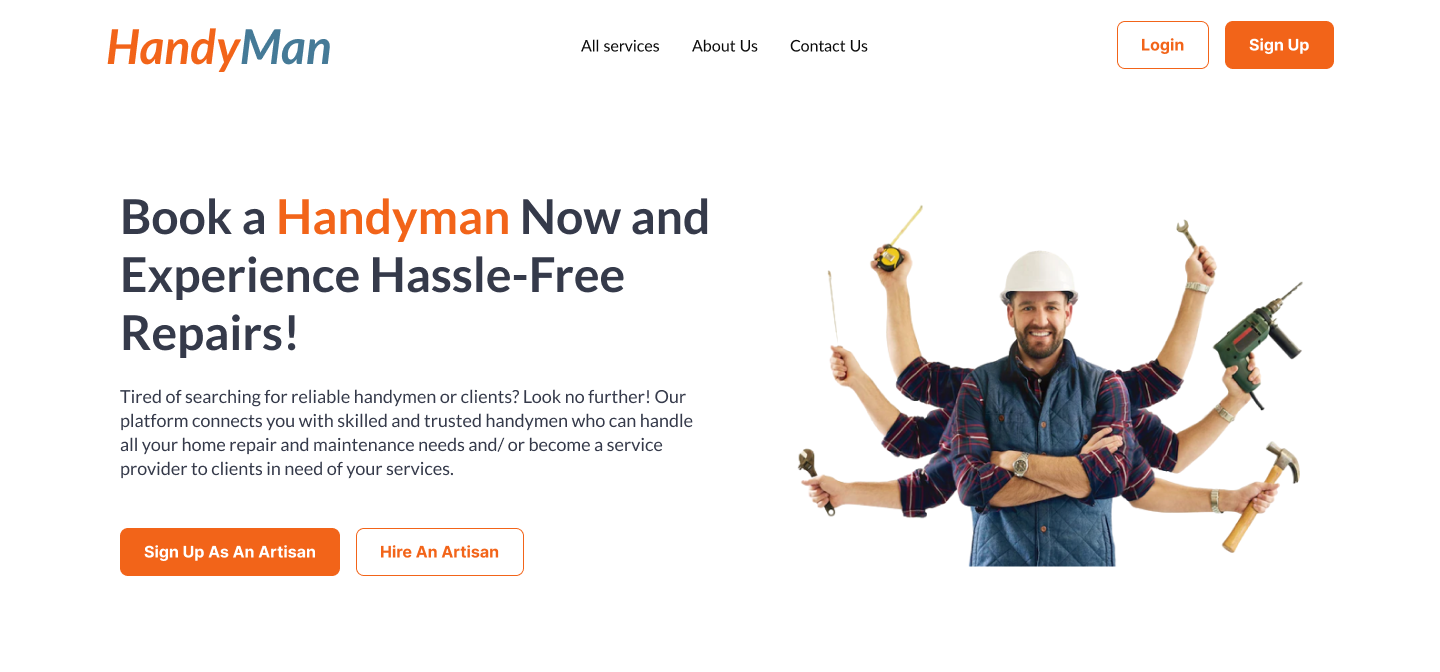 HandyMan
All services
About Us
Contact Us
Login
Sign Up
Book a Handyman Now and
Experience Hassle-Free
Repairs!
Tired of searching for reliable handymen or clients? Look no further! Our
platform connects you with skilled and trusted handymen who can handle
all your home repair and maintenance needs and/ or become a service
provider to clients in need of your services.
Sign Up As An Artisan
Hire An Artisan